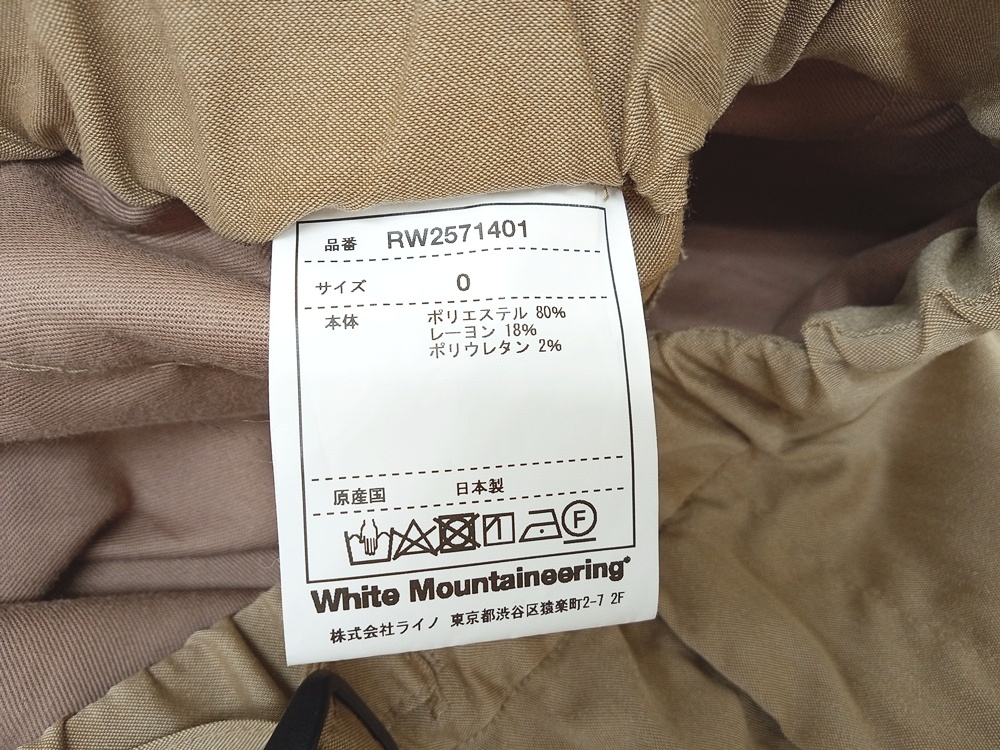 品番 RW2571401
サイズ 0
本体 ポリエステル 80%
レーヨン 18%
ポリウレタン 2%
原産国 日本製
F
White Mountaineering®
株式会社ライノ 東京都渋谷区猿楽町2-7 2F